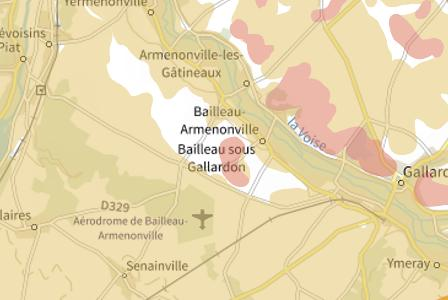 Yermenonville
évoisins
Piat
Armenonville-les-
Gâtineaux
Bailleau-
Armenonville
Bailleau sous
Gallardon
la Voise
Gallard
D329
Aérodrome de Bailleau-
Armenonville
laires
Senainville
Ymeray